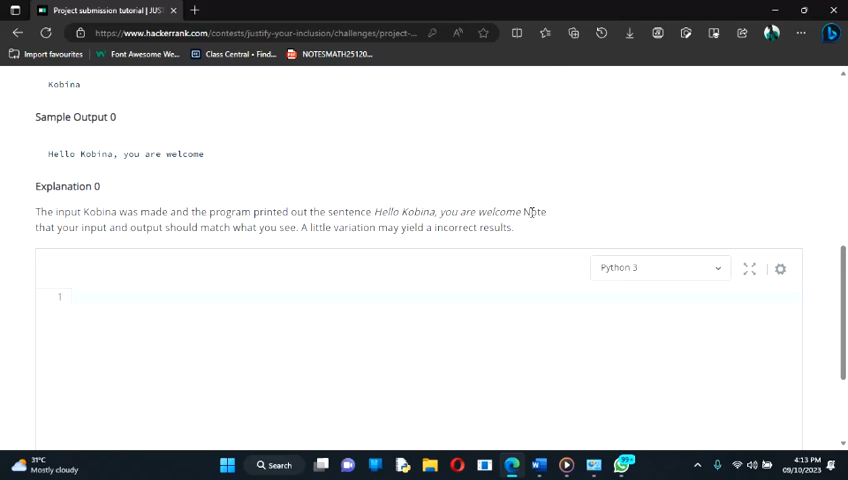 Project submission tutorial | JUS
https://www.hackerrank.com/contests/justify-your-inclusion/challenges/project-...
Import favourites
Font Awesome We...
Class Central • Find...
NOTESMATH25120...
Kobina
Sample Output 0
Hello Kobina, you are welcome
Explanation 0
The input Kobina was made and the program printed out the sentence Hello Kobina, you are welcome Note
that your input and output should match what you see. A little variation may yield a incorrect results.
Python 3
1
31°C
Mostly cloudy
Search
99+
4:13 PM
09/10/2023